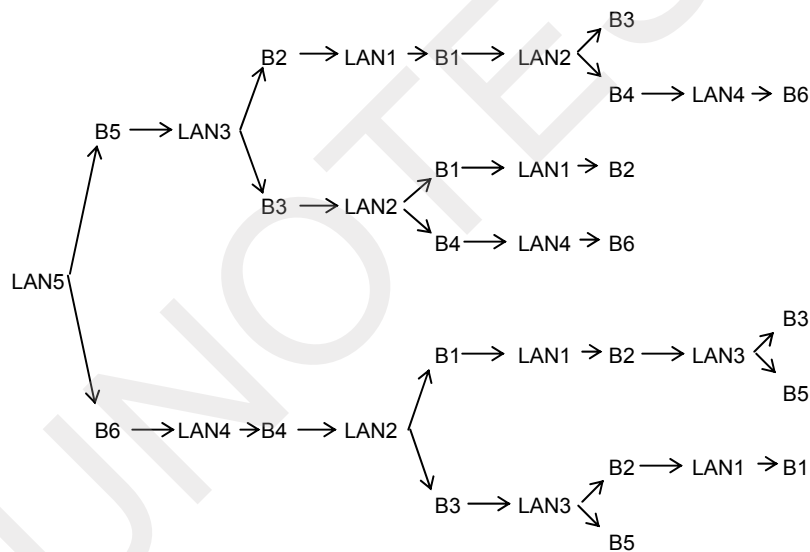 B3
B2 LAN1 B1 LAN2
B4 LAN4 B6
B5 LAN3
B1 LAN1 B2
B3 LAN2
B4 LAN4 B6
LAN5
B3
B1 LAN1 B2 LAN3
B5
B6 LAN4 B4 LAN2
B2 LAN1 B1
B3 LAN3
B5
UNOTES